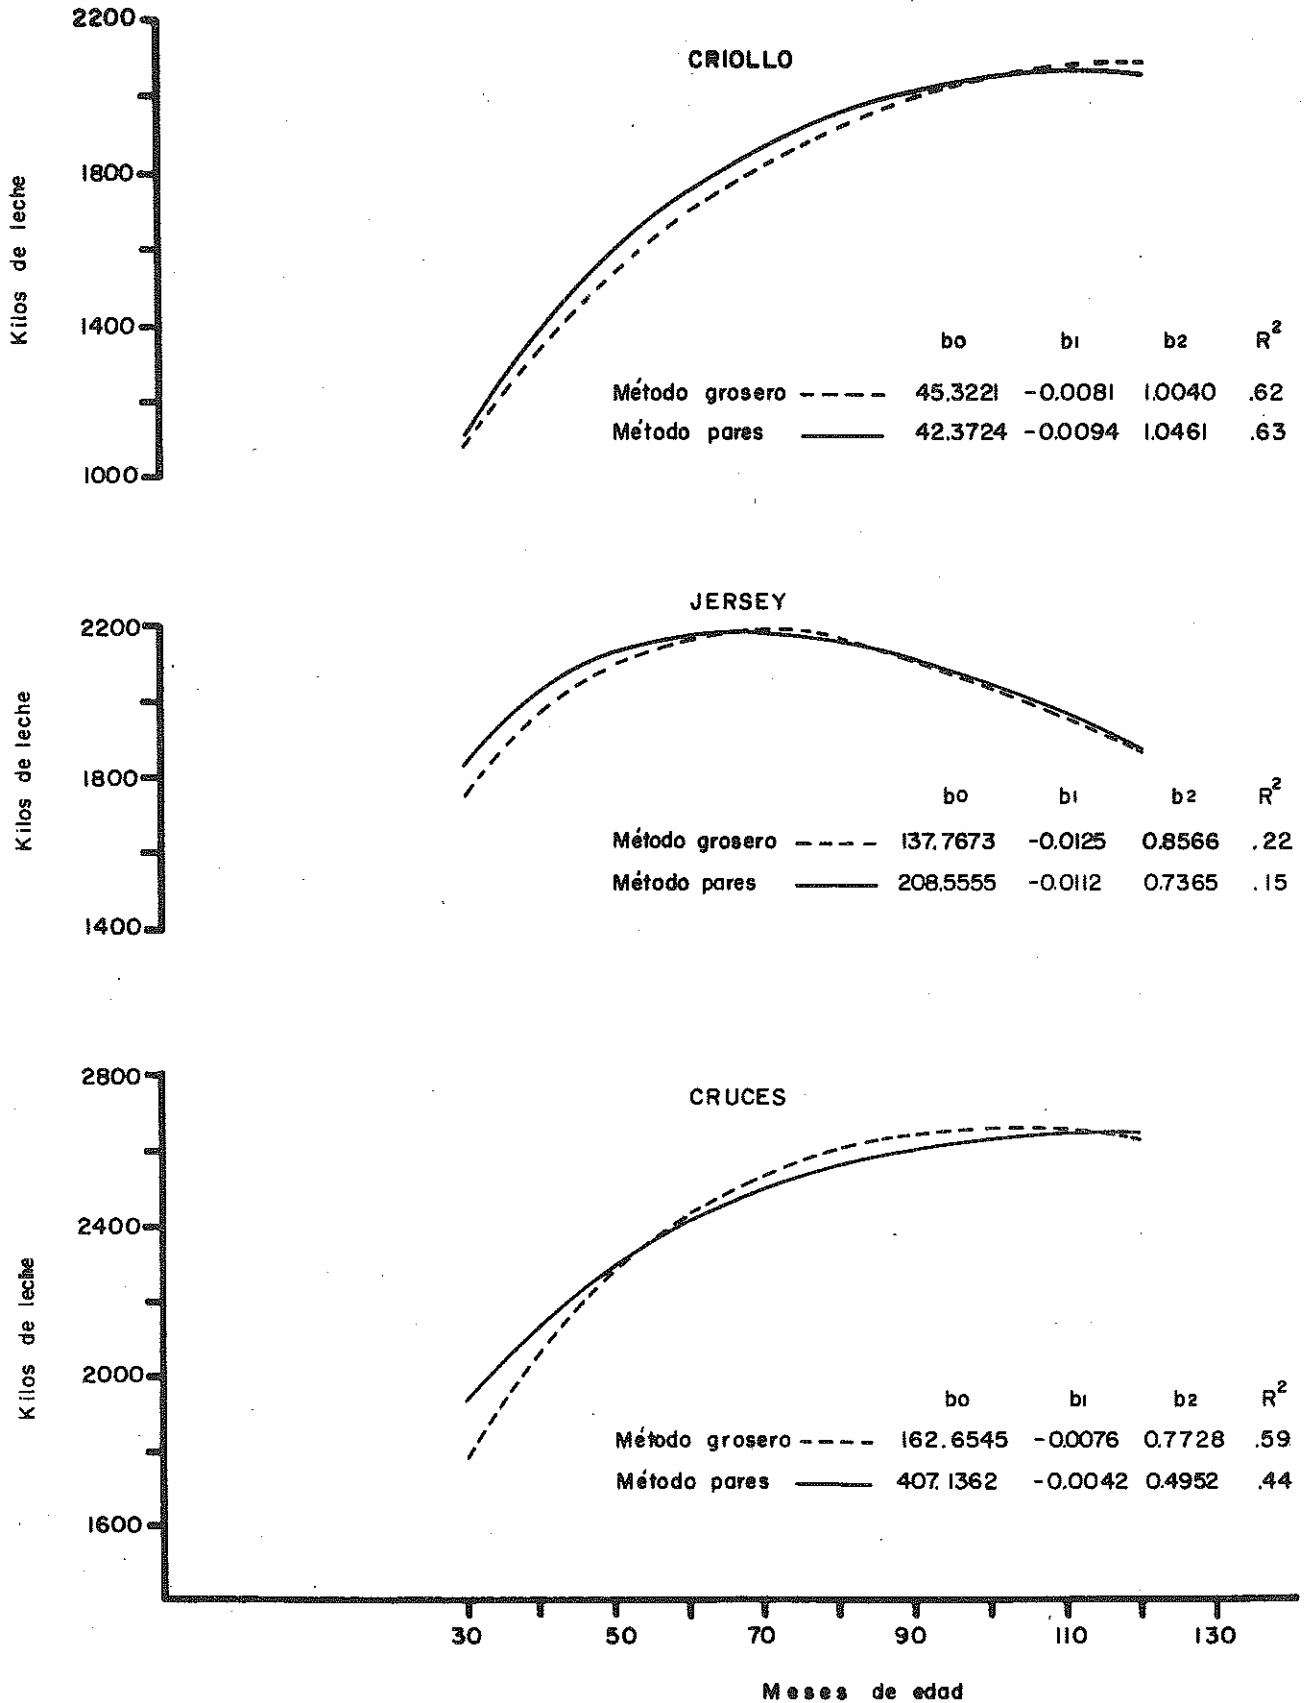 2200
CRIOLLO
1800
Kilos de leche
1400
1000
bo b1 b2 R²
Método grosero 45.3221 -0.0081 1.0040 .62
Método pares 42.3724 -0.0094 1.0461 .63
JERSEY
2200
Kilos de leche
1800
1400
bo b1 b2 R²
Método grosero 137.7673 -0.0125 0.8566 .22
Método pares 208.5555 -0.0112 0.7365 .15
2800
CRUCES
2400
Kilos de leche
2000
1600
bo b1 b2 R²
Método grosero 162.6545 -0.0076 0.7728 .59
Método pares 407.1362 -0.0042 0.4952 .44
30 50 70 90 110 130
Meses de edad